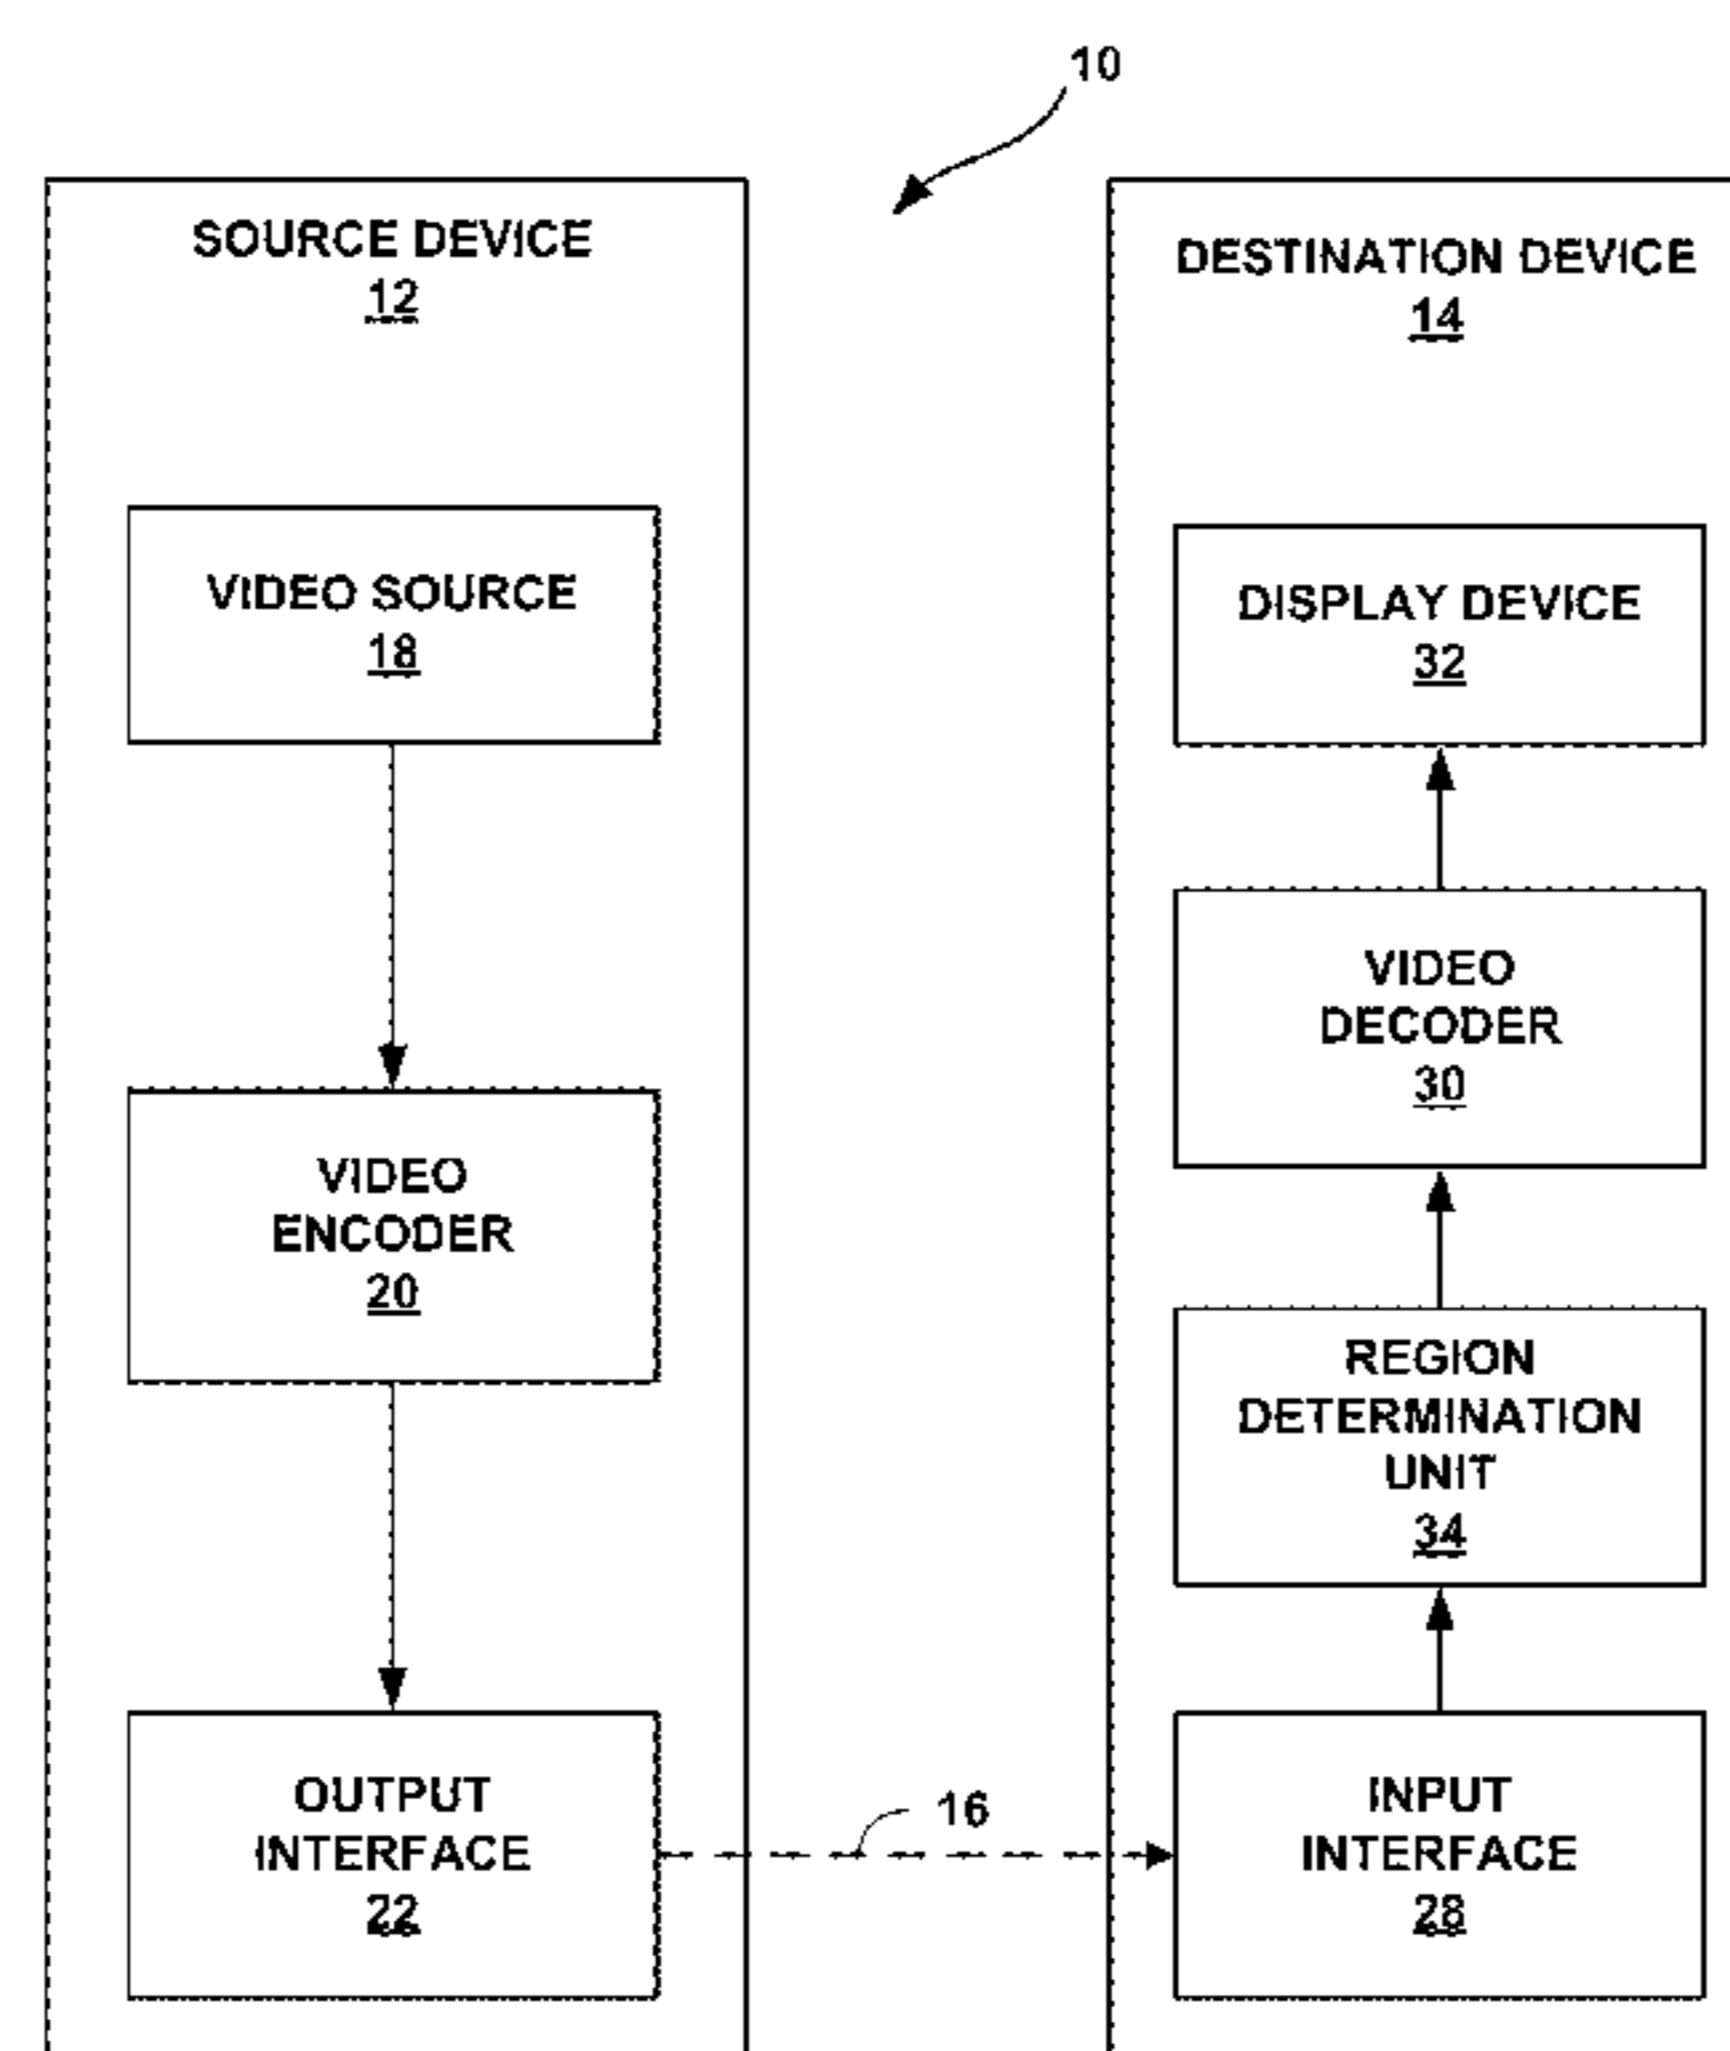 10
SOURCE DEVICE
12
VIDEO SOURCE
18
VIDEO
ENCODER
20
OUTPUT
INTERFACE
22
16
DESTINATION DEVICE
14
DISPLAY DEVICE
32
VIDEO
DECODER
30
REGION
DETERMINATION
UNIT
34
INPUT
INTERFACE
28